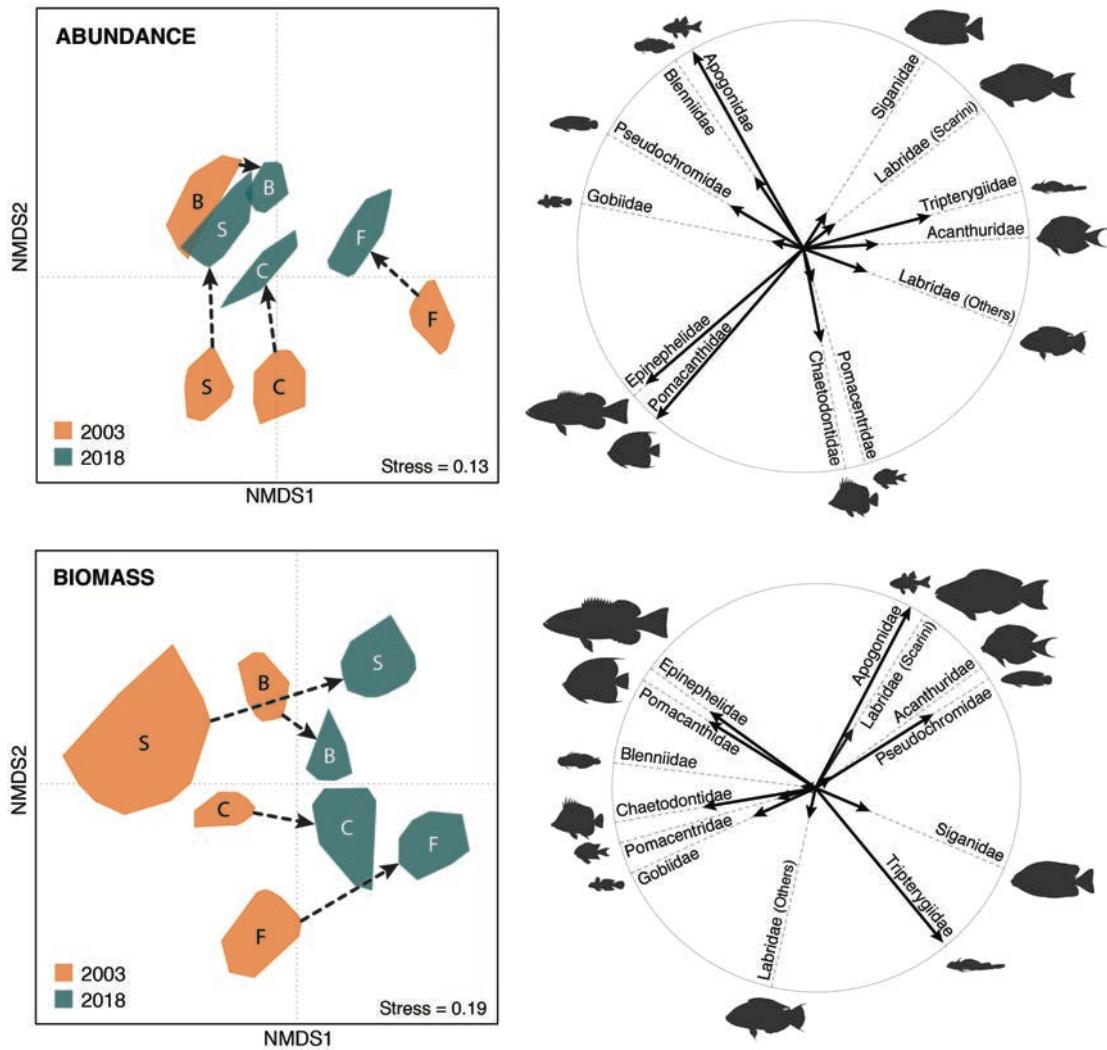 ABUNDANCE
B
B
S
C
F
F
S
C
2003
2018
Stress = 0.13
NMDS2
NMDS1
Apogonidae
Blenniidae
Pseudochromidae
Gobiidae
Siganidae
Labridae (Scarini)
Tripterygiidae
Acanthuridae
Labridae (Others)
Epinephelidae
Pomacanthidae
Chaetodontidae
Pomacentridae
BIOMASS
S
B
S
B
C
C
F
F
2003
2018
Stress = 0.19
NMDS2
NMDS1
Epinephelidae
Pomacanthidae
Blenniidae
Chaetodontidae
Pomacentridae
Gobiidae
Apogonidae
Labridae (Scarini)
Acanthuridae
Pseudochromidae
Siganidae
Tripterygiidae
Labridae (Others)